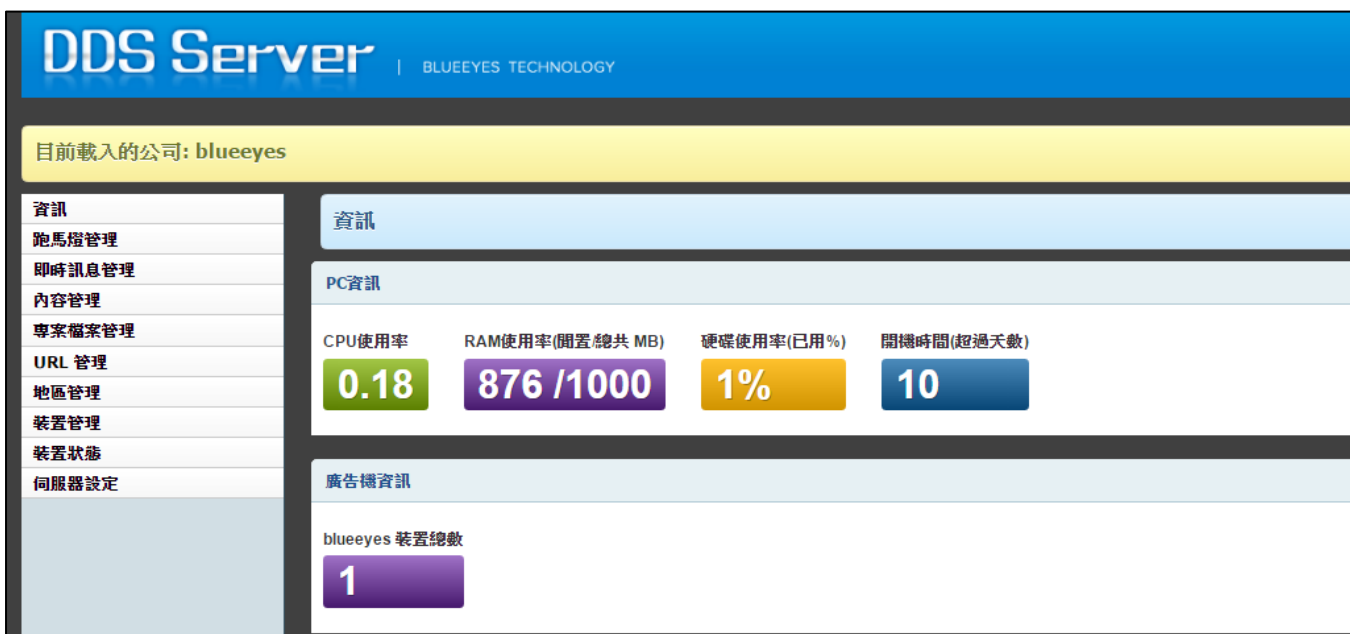 DDS Server | BLUEEYES TECHNOLOGY
目前載入的公司: blueeyes
資訊
跑馬燈管理
即時訊息管理
內容管理
專案檔案管理
URL 管理
地區管理
裝置管理
裝置狀態
伺服器設定
資訊
PC資訊
CPU使用率 RAM使用率(閒置/總共 MB) 硬碟使用率(已用%) 開機時間(超過天數)
0.18 876 /1000 1% 10
廣告機資訊
blueeyes 裝置總數
1